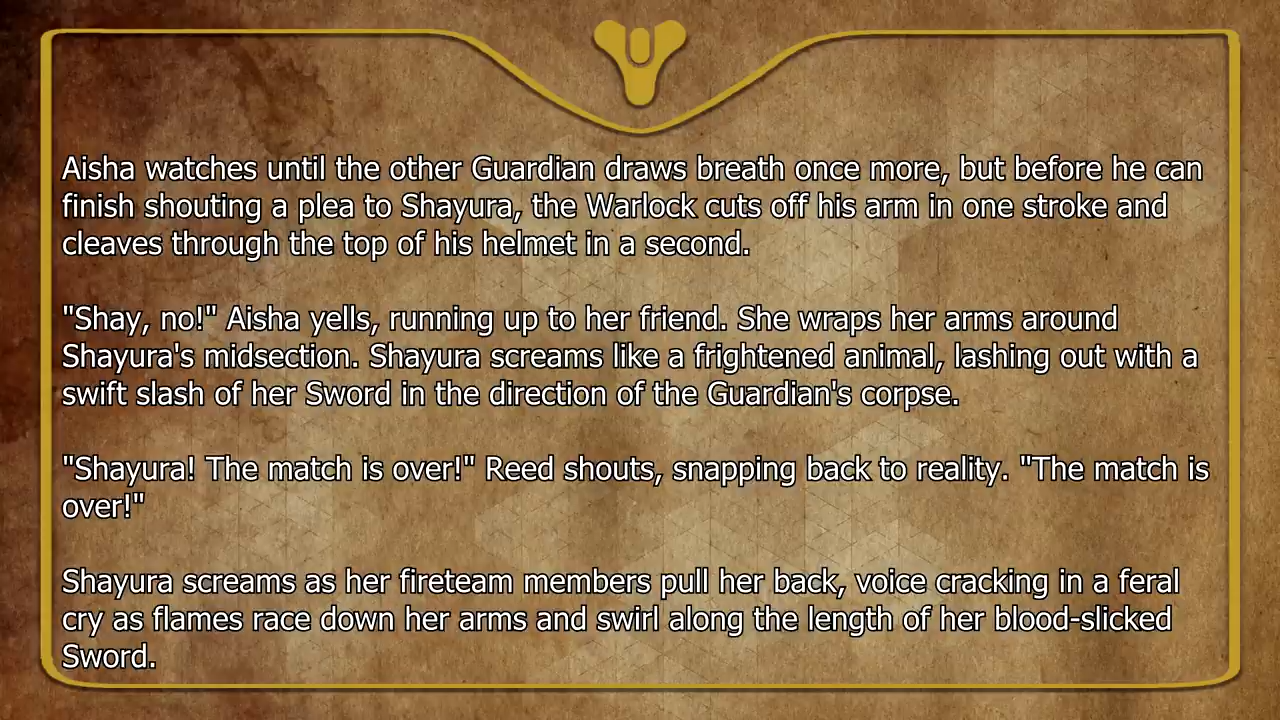 Aisha watches until the other Guardian draws breath once more, but before he can
finish shouting a plea to Shayura, the Warlock cuts off his arm in one stroke and
cleaves through the top of his helmet in a second.
"Shay, no!" Aisha yells, running up to her friend. She wraps her arms around
Shayura's midsection. Shayura screams like a frightened animal, lashing out with a
swift slash of her Sword in the direction of the Guardian's corpse.
"Shayura! The match is over!" Reed shouts, snapping back to reality. "The match is
over!"
Shayura screams as her fireteam members pull her back, voice cracking in a feral
cry as flames race down her arms and swirl along the length of her blood-slicked
Sword.